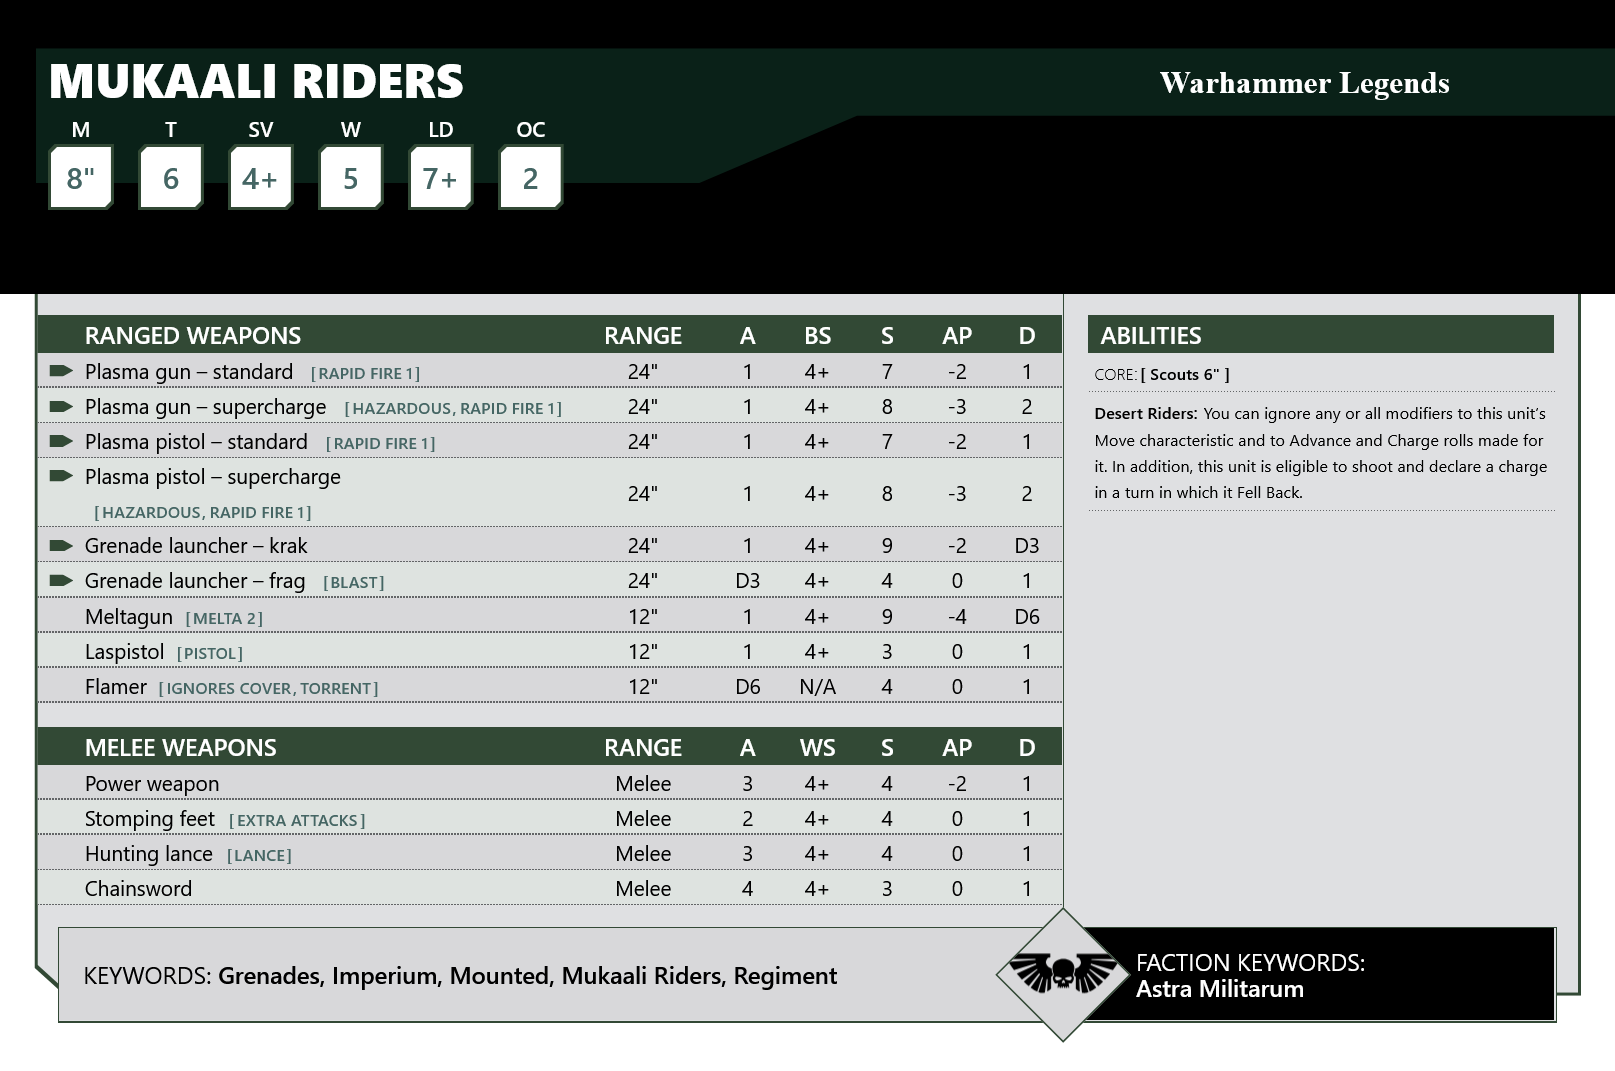 MUKAALI RIDERS
Warhammer Legends
M T SV W LD OC
8" 6 4+ 5 7+ 2
RANGED WEAPONS RANGE A BS S AP D
Plasma gun – standard [RAPID FIRE 1] 24" 1 4+ 7 -2 1
Plasma gun – supercharge [HAZARDOUS, RAPID FIRE 1] 24" 1 4+ 8 -3 2
Plasma pistol – standard [RAPID FIRE 1] 24" 1 4+ 7 -2 1
Plasma pistol – supercharge
[HAZARDOUS, RAPID FIRE 1] 24" 1 4+ 8 -3 2
Grenade launcher – krak 24" 1 4+ 9 -2 D3
Grenade launcher – frag [BLAST] 24" D3 4+ 4 0 1
Meltagun [MELTA 2] 12" 1 4+ 9 -4 D6
Laspistol [PISTOL] 12" 1 4+ 3 0 1
Flamer [IGNORES COVER, TORRENT] 12" D6 N/A 4 0 1
MELEE WEAPONS RANGE A WS S AP D
Power weapon Melee 3 4+ 4 -2 1
Stomping feet [EXTRA ATTACKS] Melee 2 4+ 4 0 1
Hunting lance [LANCE] Melee 3 4+ 4 0 1
Chainsword Melee 4 4+ 3 0 1
ABILITIES
CORE: [ Scouts 6" ]
Desert Riders: You can ignore any or all modifiers to this unit's
Move characteristic and to Advance and Charge rolls made for
it. In addition, this unit is eligible to shoot and declare a charge
in a turn in which it Fell Back.
KEYWORDS: Grenades, Imperium, Mounted, Mukaali Riders, Regiment
FACTION KEYWORDS:
Astra Militarum